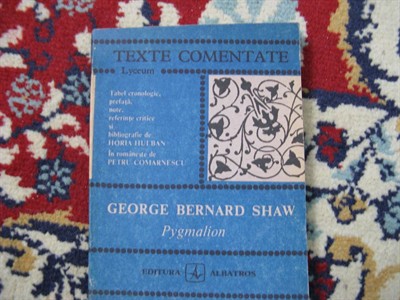 TEXTE COMENTATE
Lyceum
Tabel cronologic,
prefață,
note,
referințe critice
și
bibliografie de
HORIA HULBAN
În românește de
PETRU COMARNESCU
GEORGE BERNARD SHAW
Pygmalion
EDITURA ALBATROS